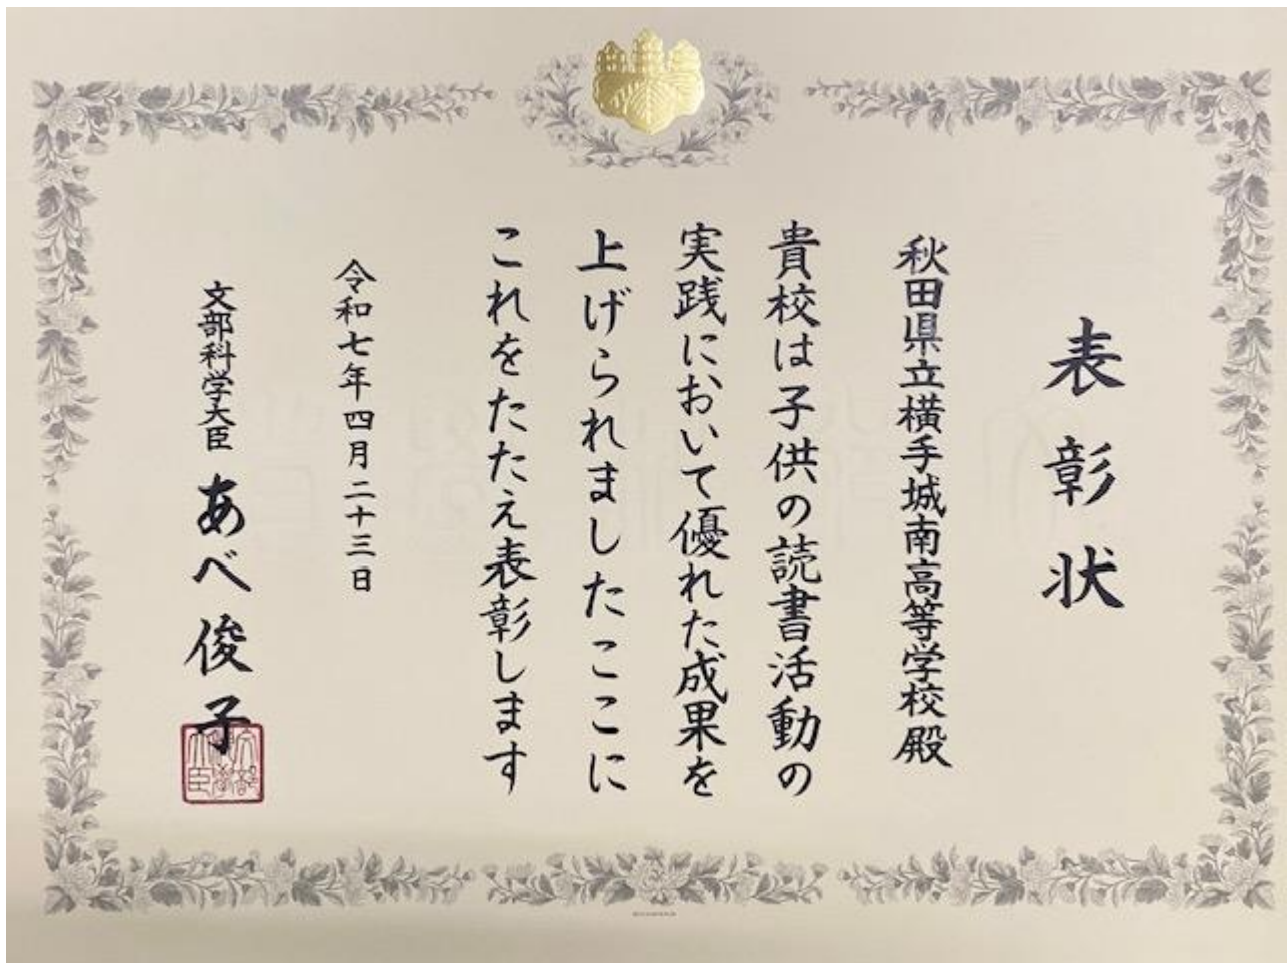 表彰状
秋田県立横手城南高等学校殿
貴校は子供の読書活動の
実践において優れた成果を
上げられましたここに
これをたたえ表彰します
令和七年四月二十三日
文部科学大臣 あべ俊子